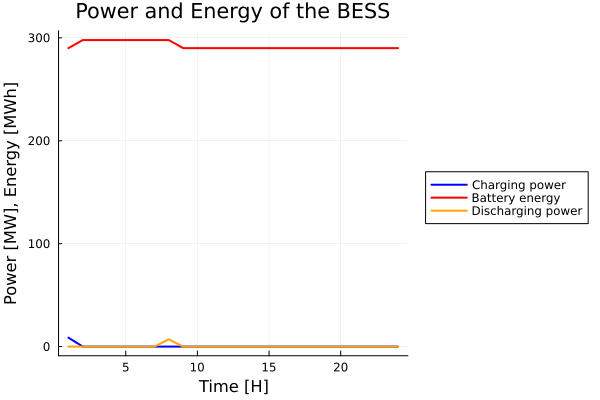 Power and Energy of the BESS
Power [MW], Energy [MWh]
300
200
100
0
5
10
15
20
Time [H]
Charging power
Battery energy
Discharging power